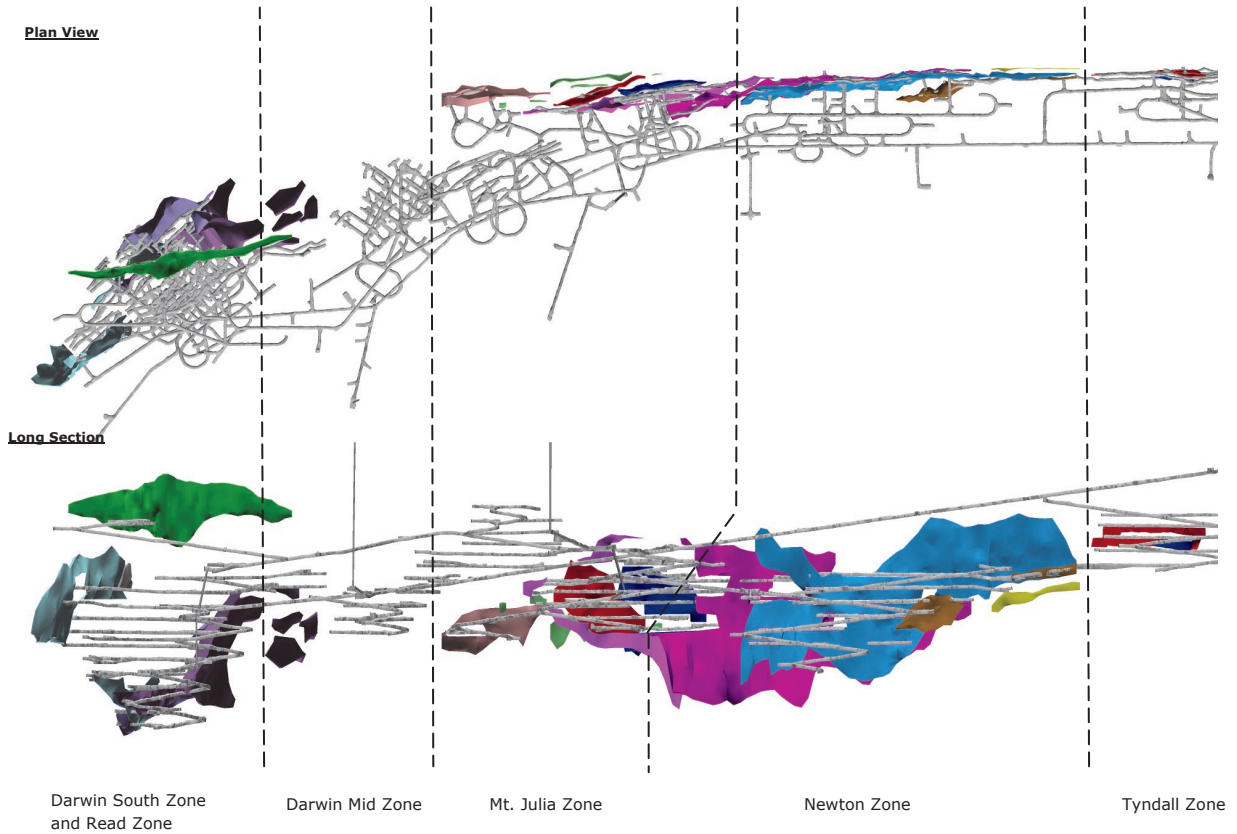 Plan View
Long Section
Darwin South Zone
and Read Zone
Darwin Mid Zone
Mt. Julia Zone
Newton Zone
Tyndall Zone